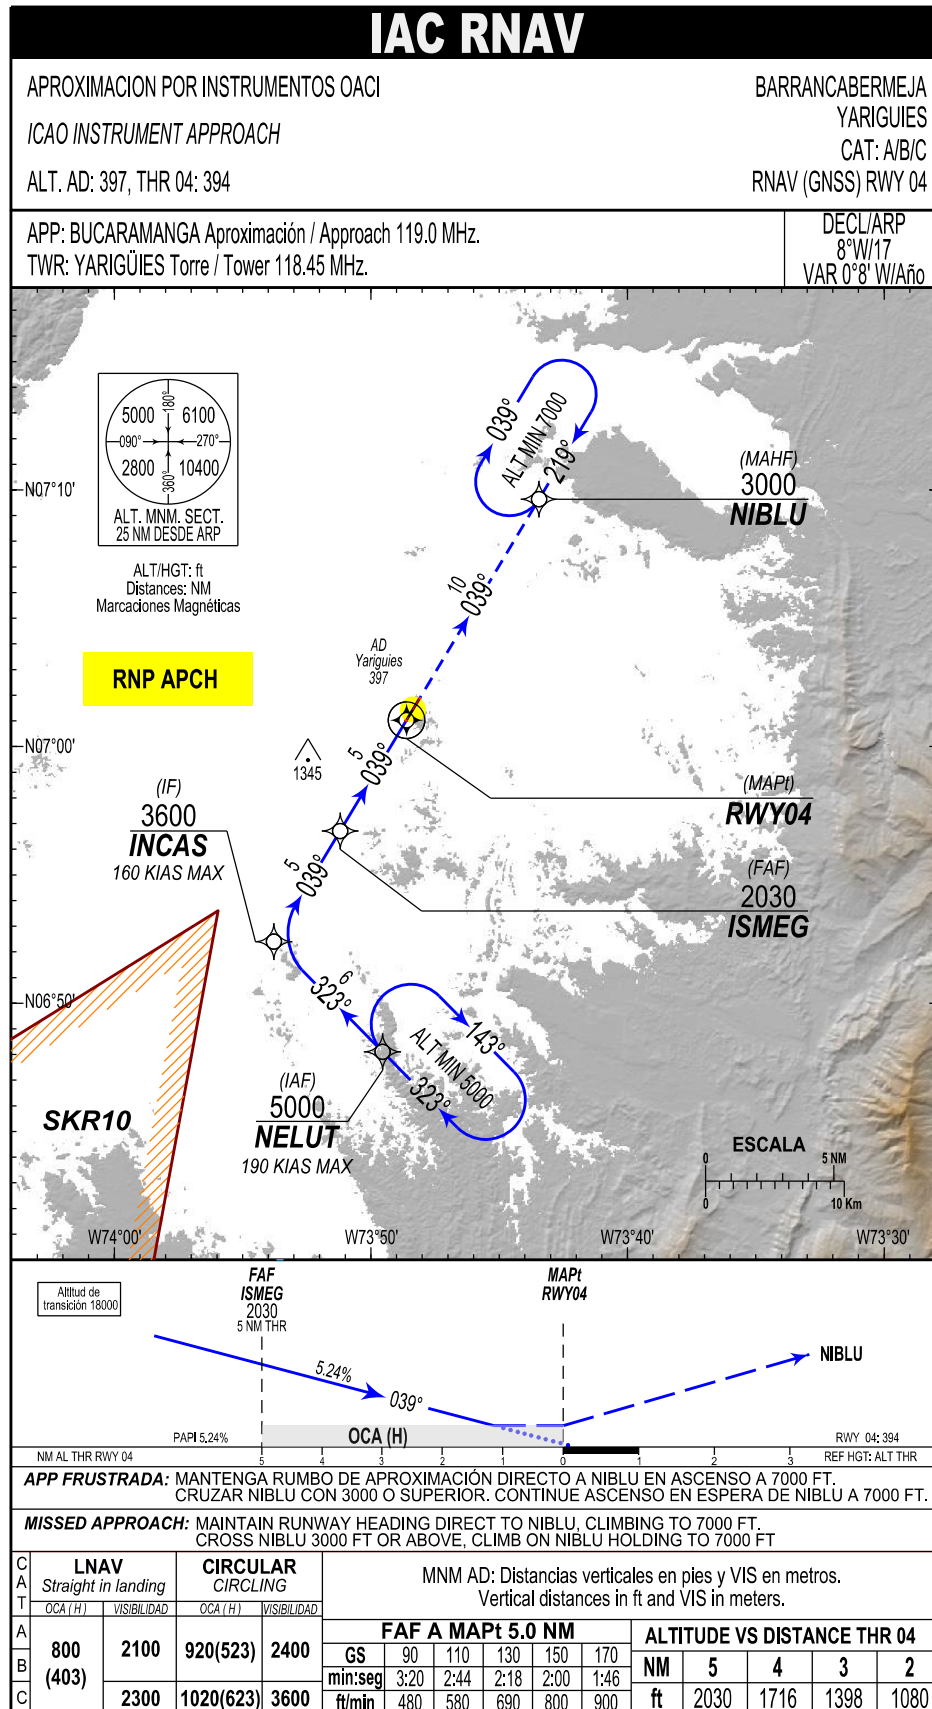 IAC RNAV
APROXIMACION POR INSTRUMENTOS OACI
ICAO INSTRUMENT APPROACH
ALT. AD: 397, THR 04: 394
BARRANCABERMEJA
YARIGUIES
CAT: A/B/C
RNAV (GNSS) RWY 04
APP: BUCARAMANGA Aproximación / Approach 119.0 MHz.
TWR: YARIGÜIES Torre / Tower 118.45 MHz.
DECL/ARP
8°W/17
VAR 0°8' W/Año
5000 180° 6100
090° 270°
2800 360° 10400
ALT. MNM. SECT.
25 NM DESDE ARP
ALT/HGT: ft
Distances: NM
Marcaciones Magnéticas
RNP APCH
039°
ALT MIN 7000
219°
(MAHF)
3000
NIBLU
N07°10'
10
039°
AD
Yariguies
397
N07°00'
1345
5
039°
(MAPt)
RWY04
(IF)
3600
INCAS
160 KIAS MAX
5
039°
(FAF)
2030
ISMEG
N06°50'
6
323°
143°
ALT MIN 5000
323°
(IAF)
5000
NELUT
190 KIAS MAX
SKR10
ESCALA
0 5 NM
0 10 Km
W74°00' W73°50' W73°40' W73°30'
Altitud de
transición 18000
FAF
ISMEG
2030
5 NM THR
MAPt
RWY04
5.24%
039°
NIBLU
PAPI 5.24%
OCA (H)
RWY 04: 394
NM AL THR RWY 04
5 4 3 2 1 0 1 2 3
REF HGT: ALT THR
APP FRUSTRADA: MANTENGA RUMBO DE APROXIMACIÓN DIRECTO A NIBLU EN ASCENSO A 7000 FT.
CRUZAR NIBLU CON 3000 O SUPERIOR. CONTINUE ASCENSO EN ESPERA DE NIBLU A 7000 FT.
MISSED APPROACH: MAINTAIN RUNWAY HEADING DIRECT TO NIBLU, CLIMBING TO 7000 FT.
CROSS NIBLU 3000 FT OR ABOVE, CLIMB ON NIBLU HOLDING TO 7000 FT
CAT
LNAV
Straight in landing
CIRCULAR
CIRCLING
OCA ( H ) VISIBILIDAD OCA ( H ) VISIBILIDAD
A
B
C
800
(403)
2100 920(523) 2400
2300 1020(623) 3600
MNM AD: Distancias verticales en pies y VIS en metros.
Vertical distances in ft and VIS in meters.
FAF A MAPt 5.0 NM
GS 90 110 130 150 170
min:seg 3:20 2:44 2:18 2:00 1:46
ft/min 480 580 690 800 900
ALTITUDE VS DISTANCE THR 04
NM 5 4 3 2
ft 2030 1716 1398 1080